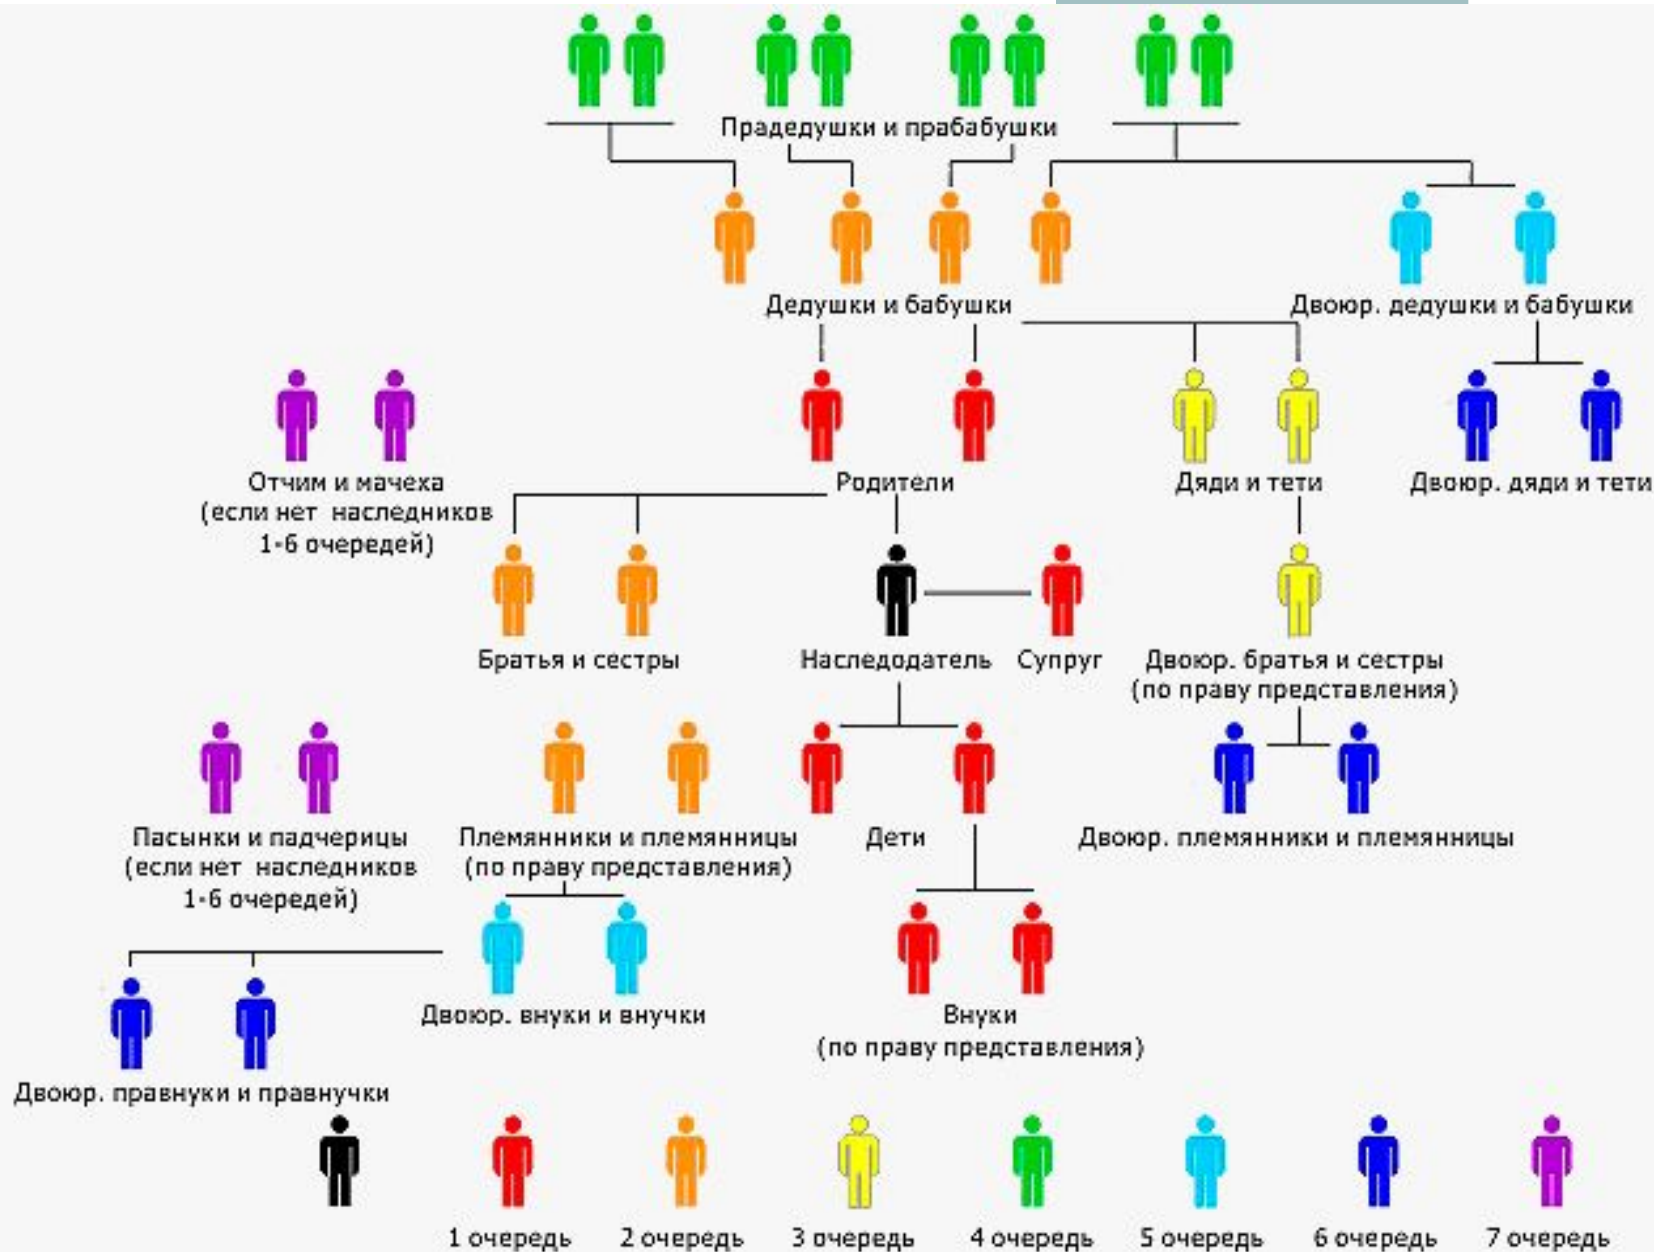 Прадедушки и прабабушки
Дедушки и бабушки
Двоюр. дедушки и бабушки
Отчим и мачеха
(если нет наследников
1-6 очередей)
Родители
Дяди и тети
Двоюр. дяди и тети
Братья и сестры
Наследодатель
Супруг
Двоюр. братья и сестры
(по праву представления)
Пасынки и падчерицы
(если нет наследников
1-6 очередей)
Племянники и племянницы
(по праву представления)
Дети
Двоюр. племянники и племянницы
Двоюр. внуки и внучки
Внуки
(по праву представления)
Двоюр. правнуки и правнучки
1 очередь
2 очередь
3 очередь
4 очередь
5 очередь
6 очередь
7 очередь